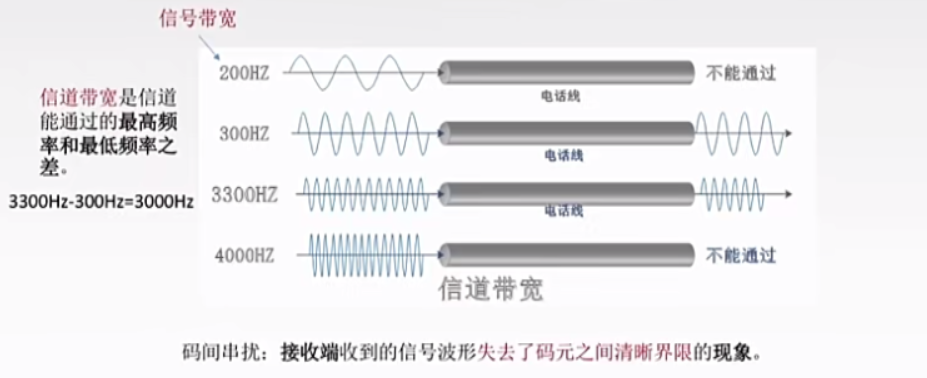 信号带宽
200HZ
不能通过
电话线
信道带宽是信道
能通过的最高频
率和最低频率之
差。
3300Hz-300Hz=3000Hz
300HZ
电话线
3300HZ
电话线
4000HZ
不能通过
信道带宽
码间串扰：接收端收到的信号波形失去了码元之间清晰界限的现象。